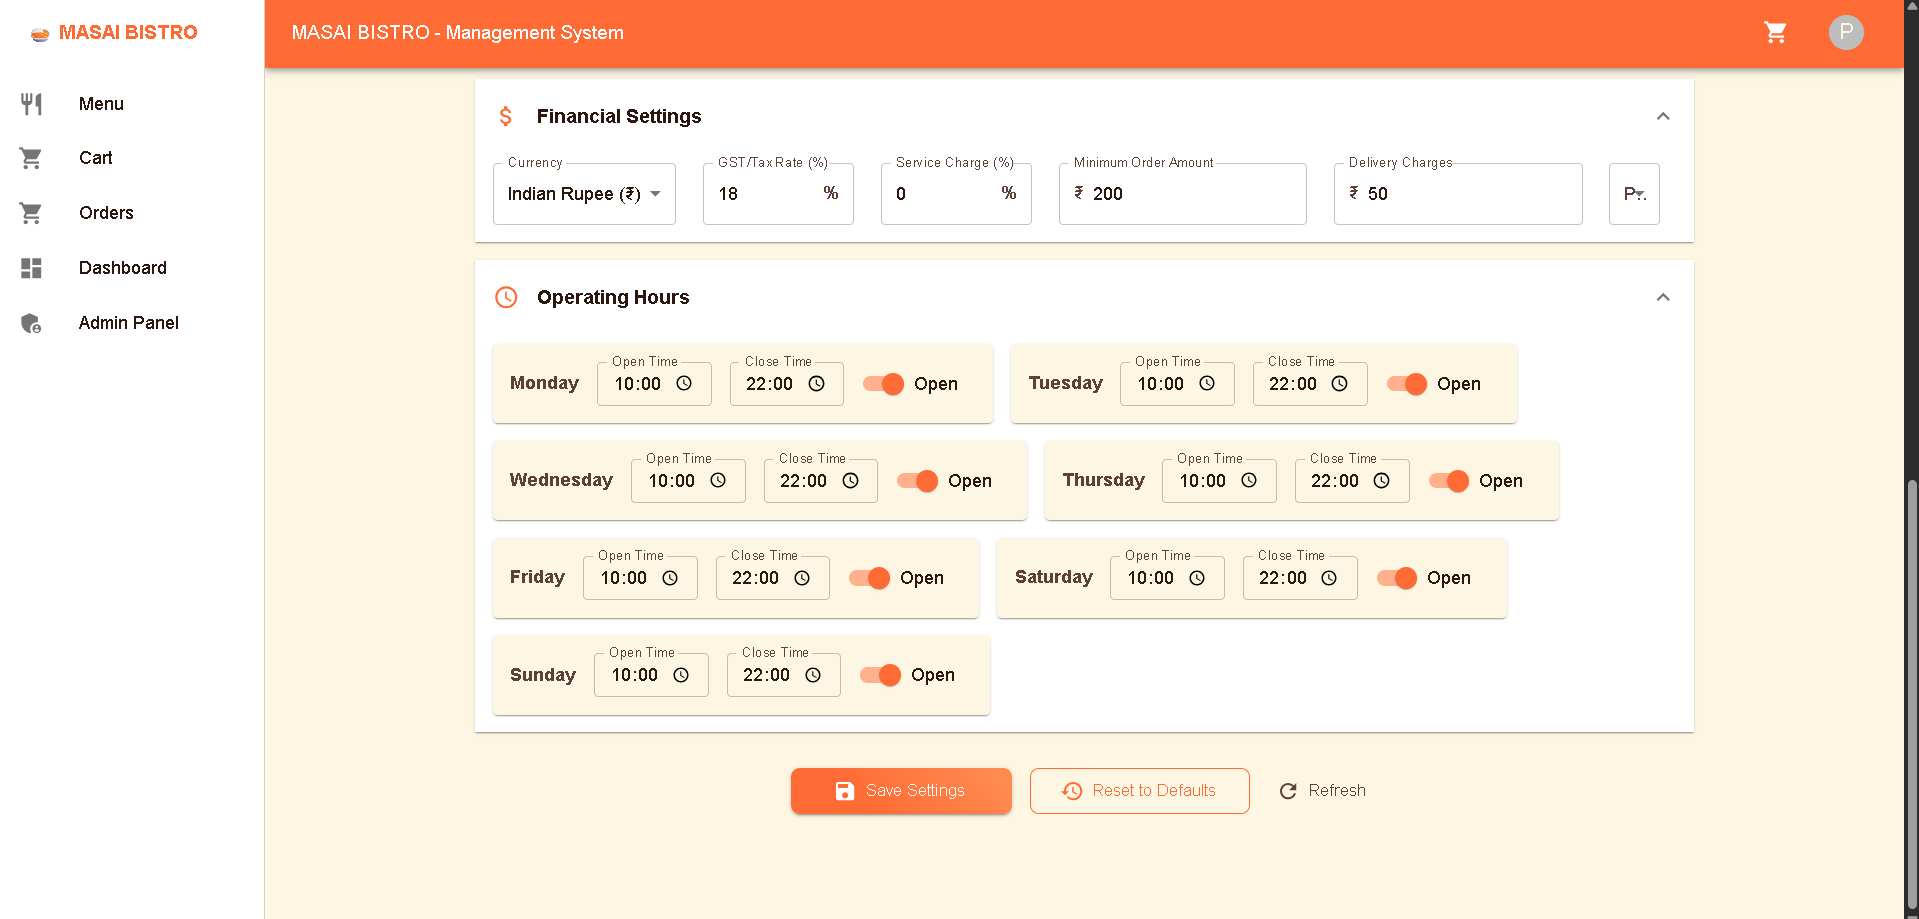 MASAI BISTRO
MASAI BISTRO - Management System
P
Menu
Cart
Orders
Dashboard
Admin Panel
Financial Settings
Currency GST/Tax Rate (%) Service Charge (%) Minimum Order Amount Delivery Charges
Indian Rupee (₹) 18 % 0 % ₹ 200 ₹ 50 P...
Operating Hours
Open Time Close Time Open Time Close Time
Monday 10:00 22:00 Open Tuesday 10:00 22:00 Open
Open Time Close Time Open Time Close Time
Wednesday 10:00 22:00 Open Thursday 10:00 22:00 Open
Open Time Close Time Open Time Close Time
Friday 10:00 22:00 Open Saturday 10:00 22:00 Open
Open Time Close Time
Sunday 10:00 22:00 Open
Save Settings Reset to Defaults Refresh